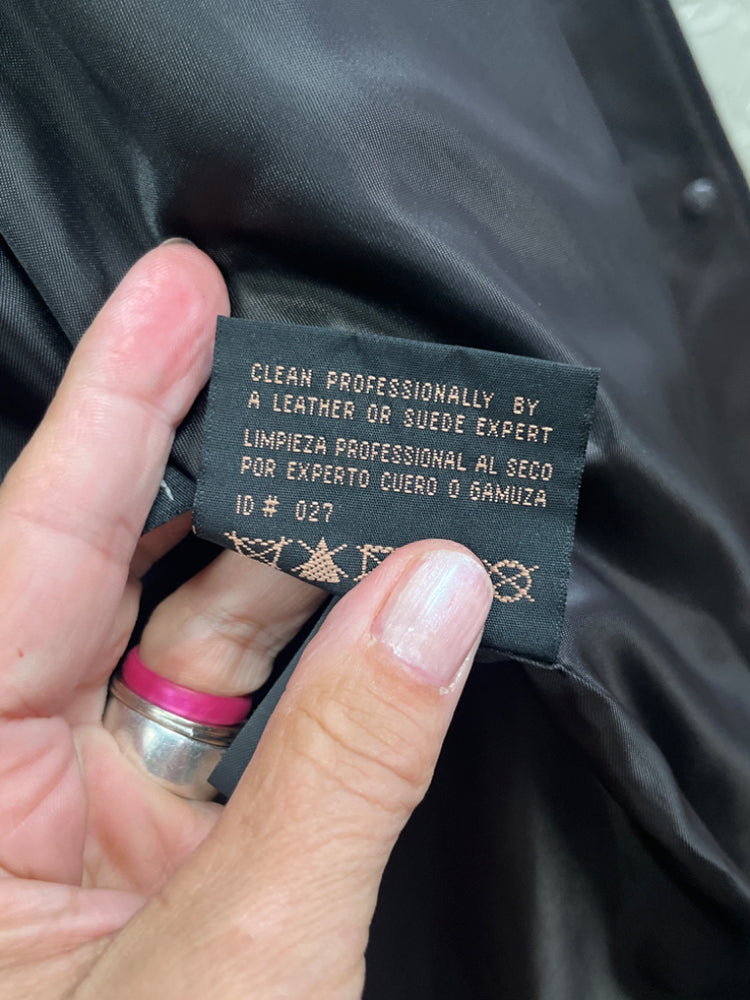 CLEAN PROFESSIONALLY BY
A LEATHER OR SUEDE EXPERT
LIMPIEZA PROFESSIONAL AL SECO
POR EXPERTO CUERO O GAMUZA
ID # 027